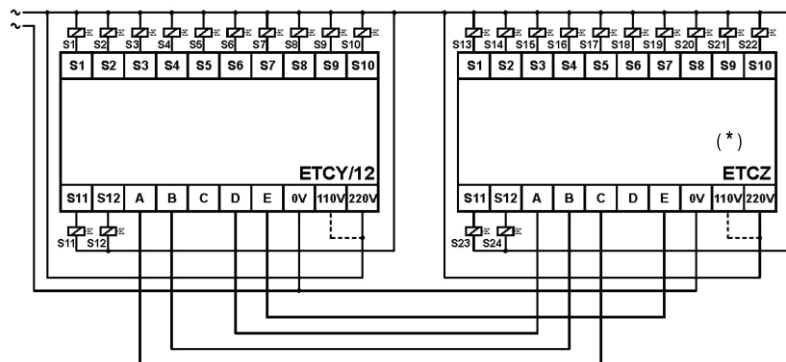 ~
~
S1 S2 S3 S4 S5 S6 S7 S8 S9 S10 S13 S14 S15 S16 S17 S18 S19 S20 S21 S22
S1 S2 S3 S4 S5 S6 S7 S8 S9 S10 S1 S2 S3 S4 S5 S6 S7 S8 S9 S10
(*)
ETCY/12 ETCZ
S11 S12 A B C D E 0V 110V 220V S11 S12 A B C D E 0V 110V 220V
S11 S12 S23 S24